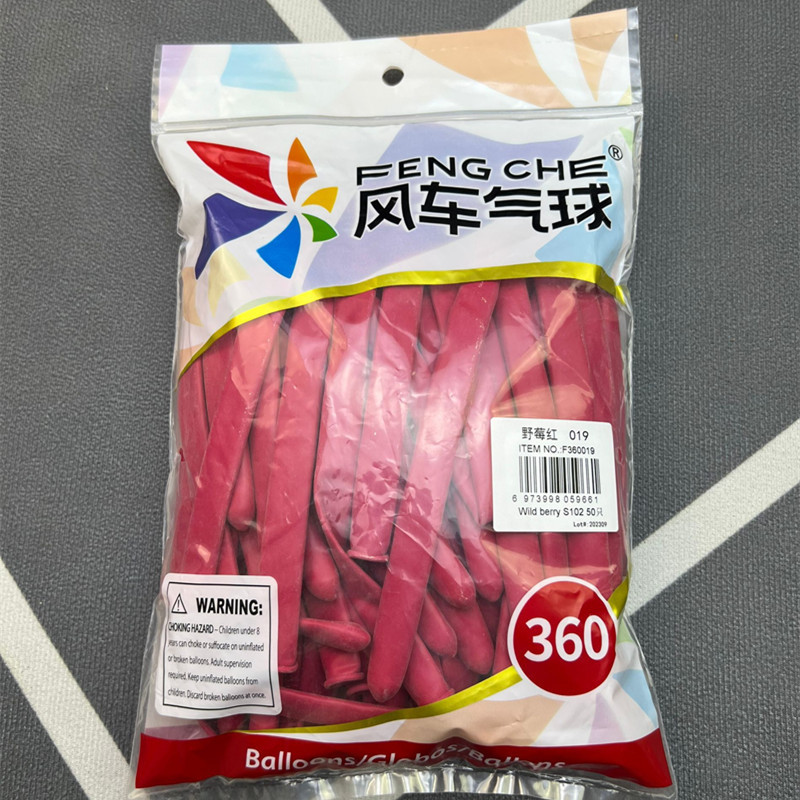 FENG CHE®
风车气球
野莓红 019
ITEM NO.:F360019
6 973998 059661
Wild berry S102 50只
Lot# 202309
WARNING:
CHOKING HAZARD – Children under 8
years can choke or suffocate on uninflated
or broken balloons. Adult supervision
required. Keep uninflated balloons from
children. Discard broken balloons at once.
360
Balloons/Globos/Ballons